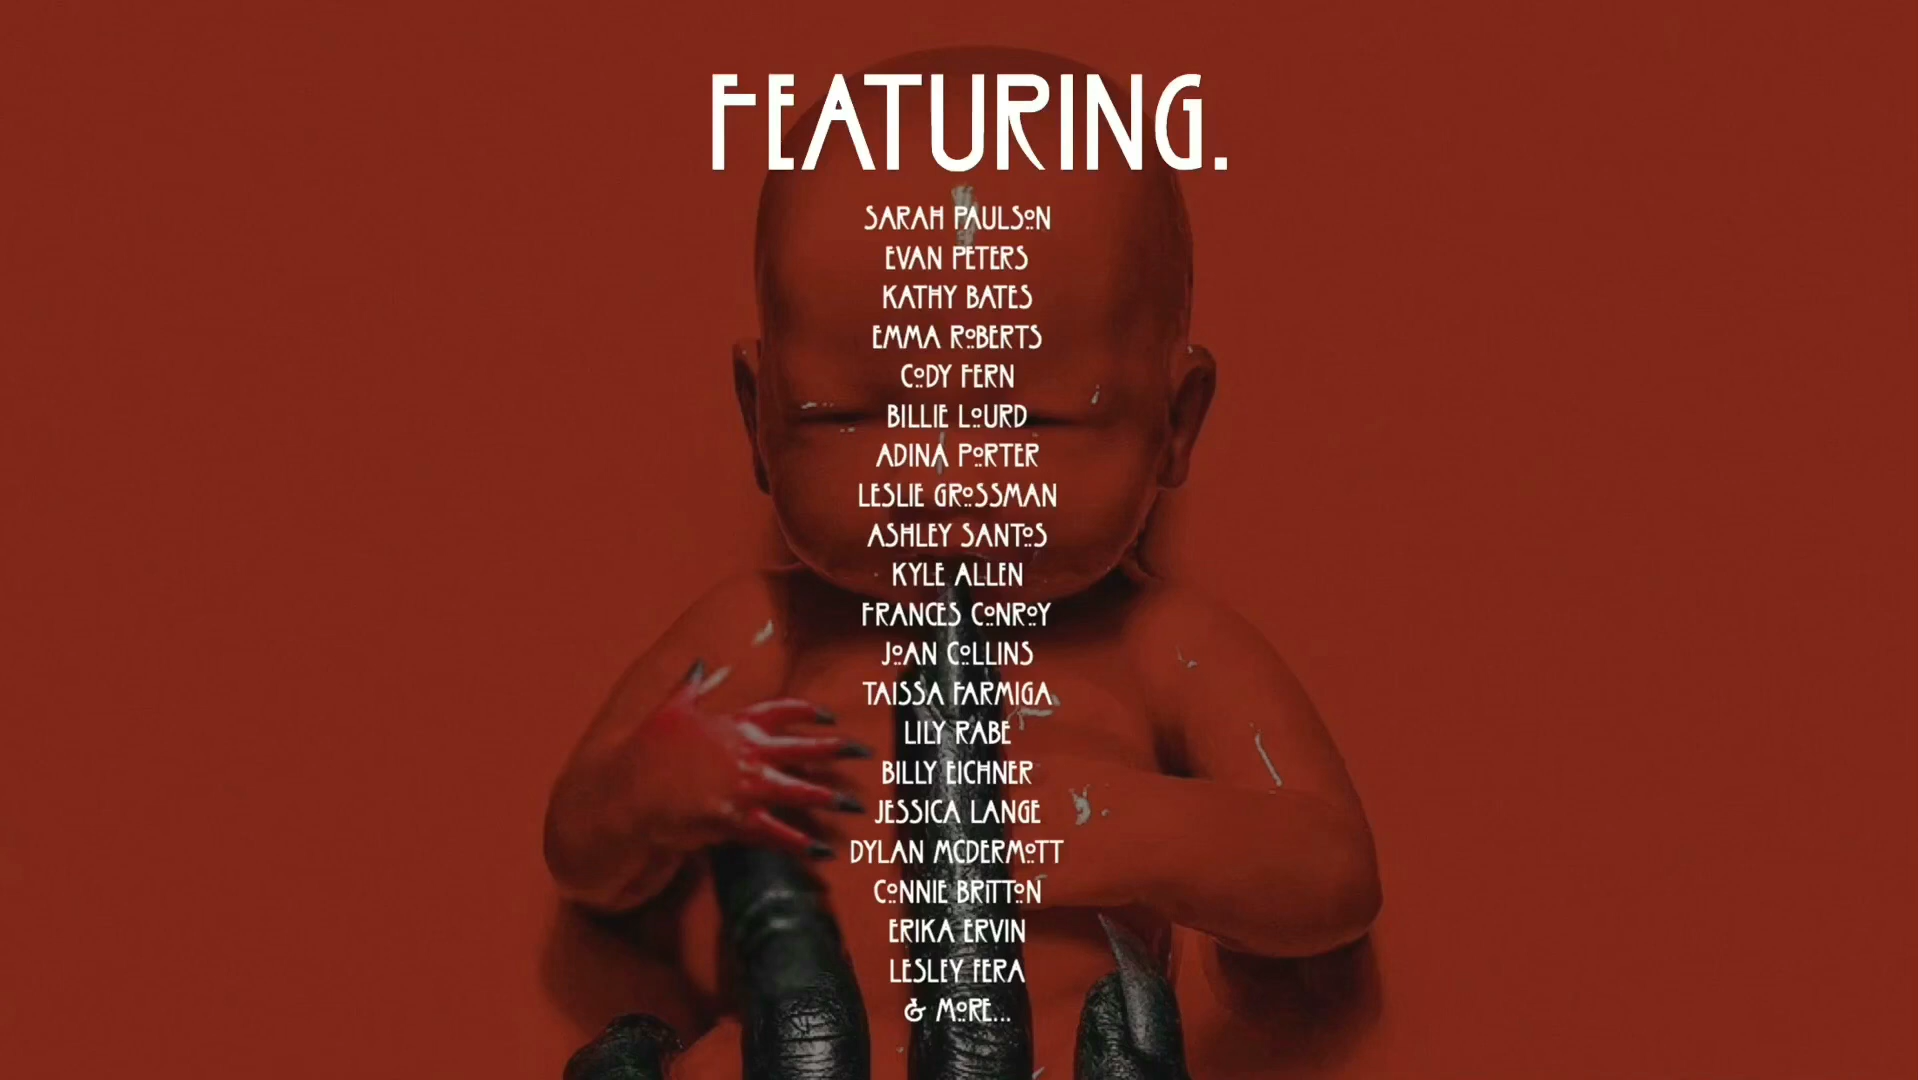 FEATURING.
SARAH PAULSON
EVAN PETERS
KATHY BATES
EMMA ROBERTS
CODY FERN
BILLIE LOURD
ADINA PORTER
LESLIE GROSSMAN
ASHLEY SANTOS
KYLE ALLEN
FRANCES CONROY
JOAN COLLINS
TAISSA FARMIGA
LILY RABE
BILLY EICHNER
JESSICA LANGE
DYLAN MCDERMOTT
CONNIE BRITTON
ERIKA ERVIN
LESLEY FERA
& MORE...